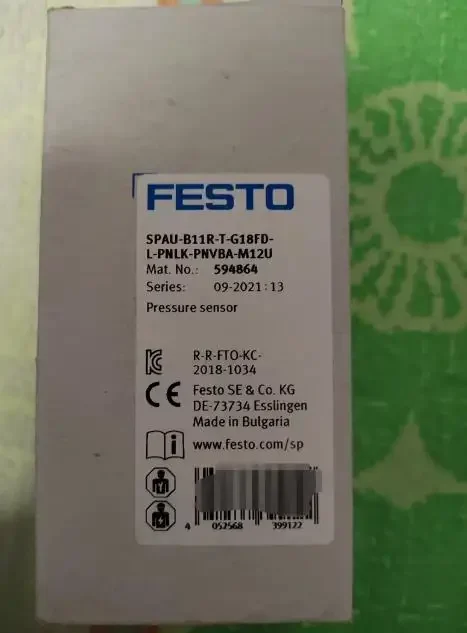 FESTO
SPAU-B11R-T-G18FD-
L-PNLK-PNVBA-M12U
Mat. No.: 594864
Series: 09-2021:13
Pressure sensor
R-R-FTO-KC-
2018-1034
CE Festo SE & Co. KG
DE-73734 Esslingen
Made in Bulgaria
www.festo.com/sp
4 052568 399122